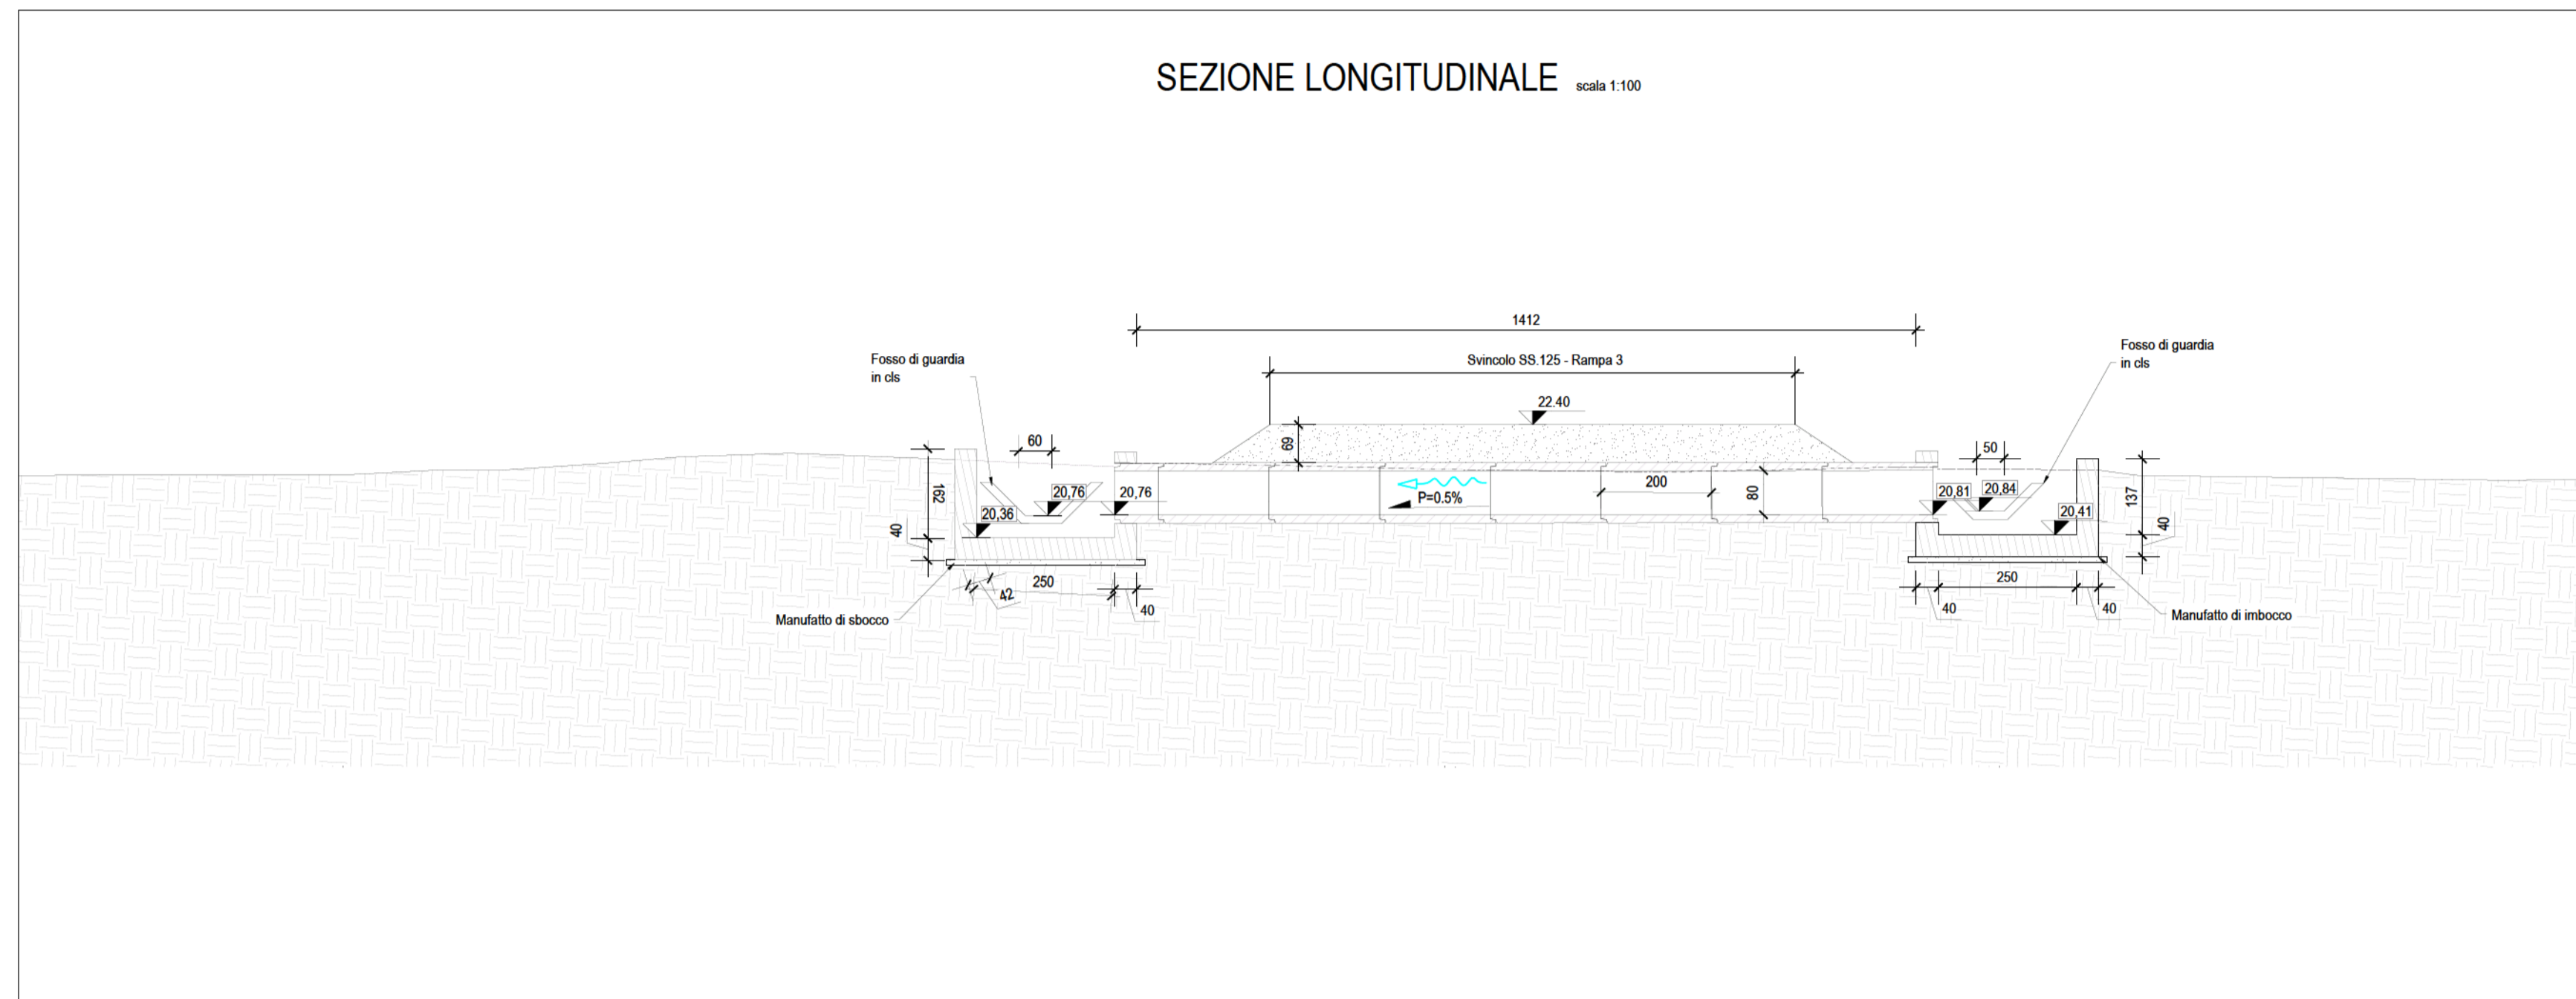 SEZIONE LONGITUDINALE scala 1:100
1412
Svincolo SS.125 - Rampa 3
Fosso di guardia
in cls
Fosso di guardia
in cls
22.40
69
60
50
162
40
20,36
20,76
20,76
P=0.5%
200
80
20,81
20,84
20,41
137
40
42
250
40
40
250
40
Manufatto di sbocco
Manufatto di imbocco